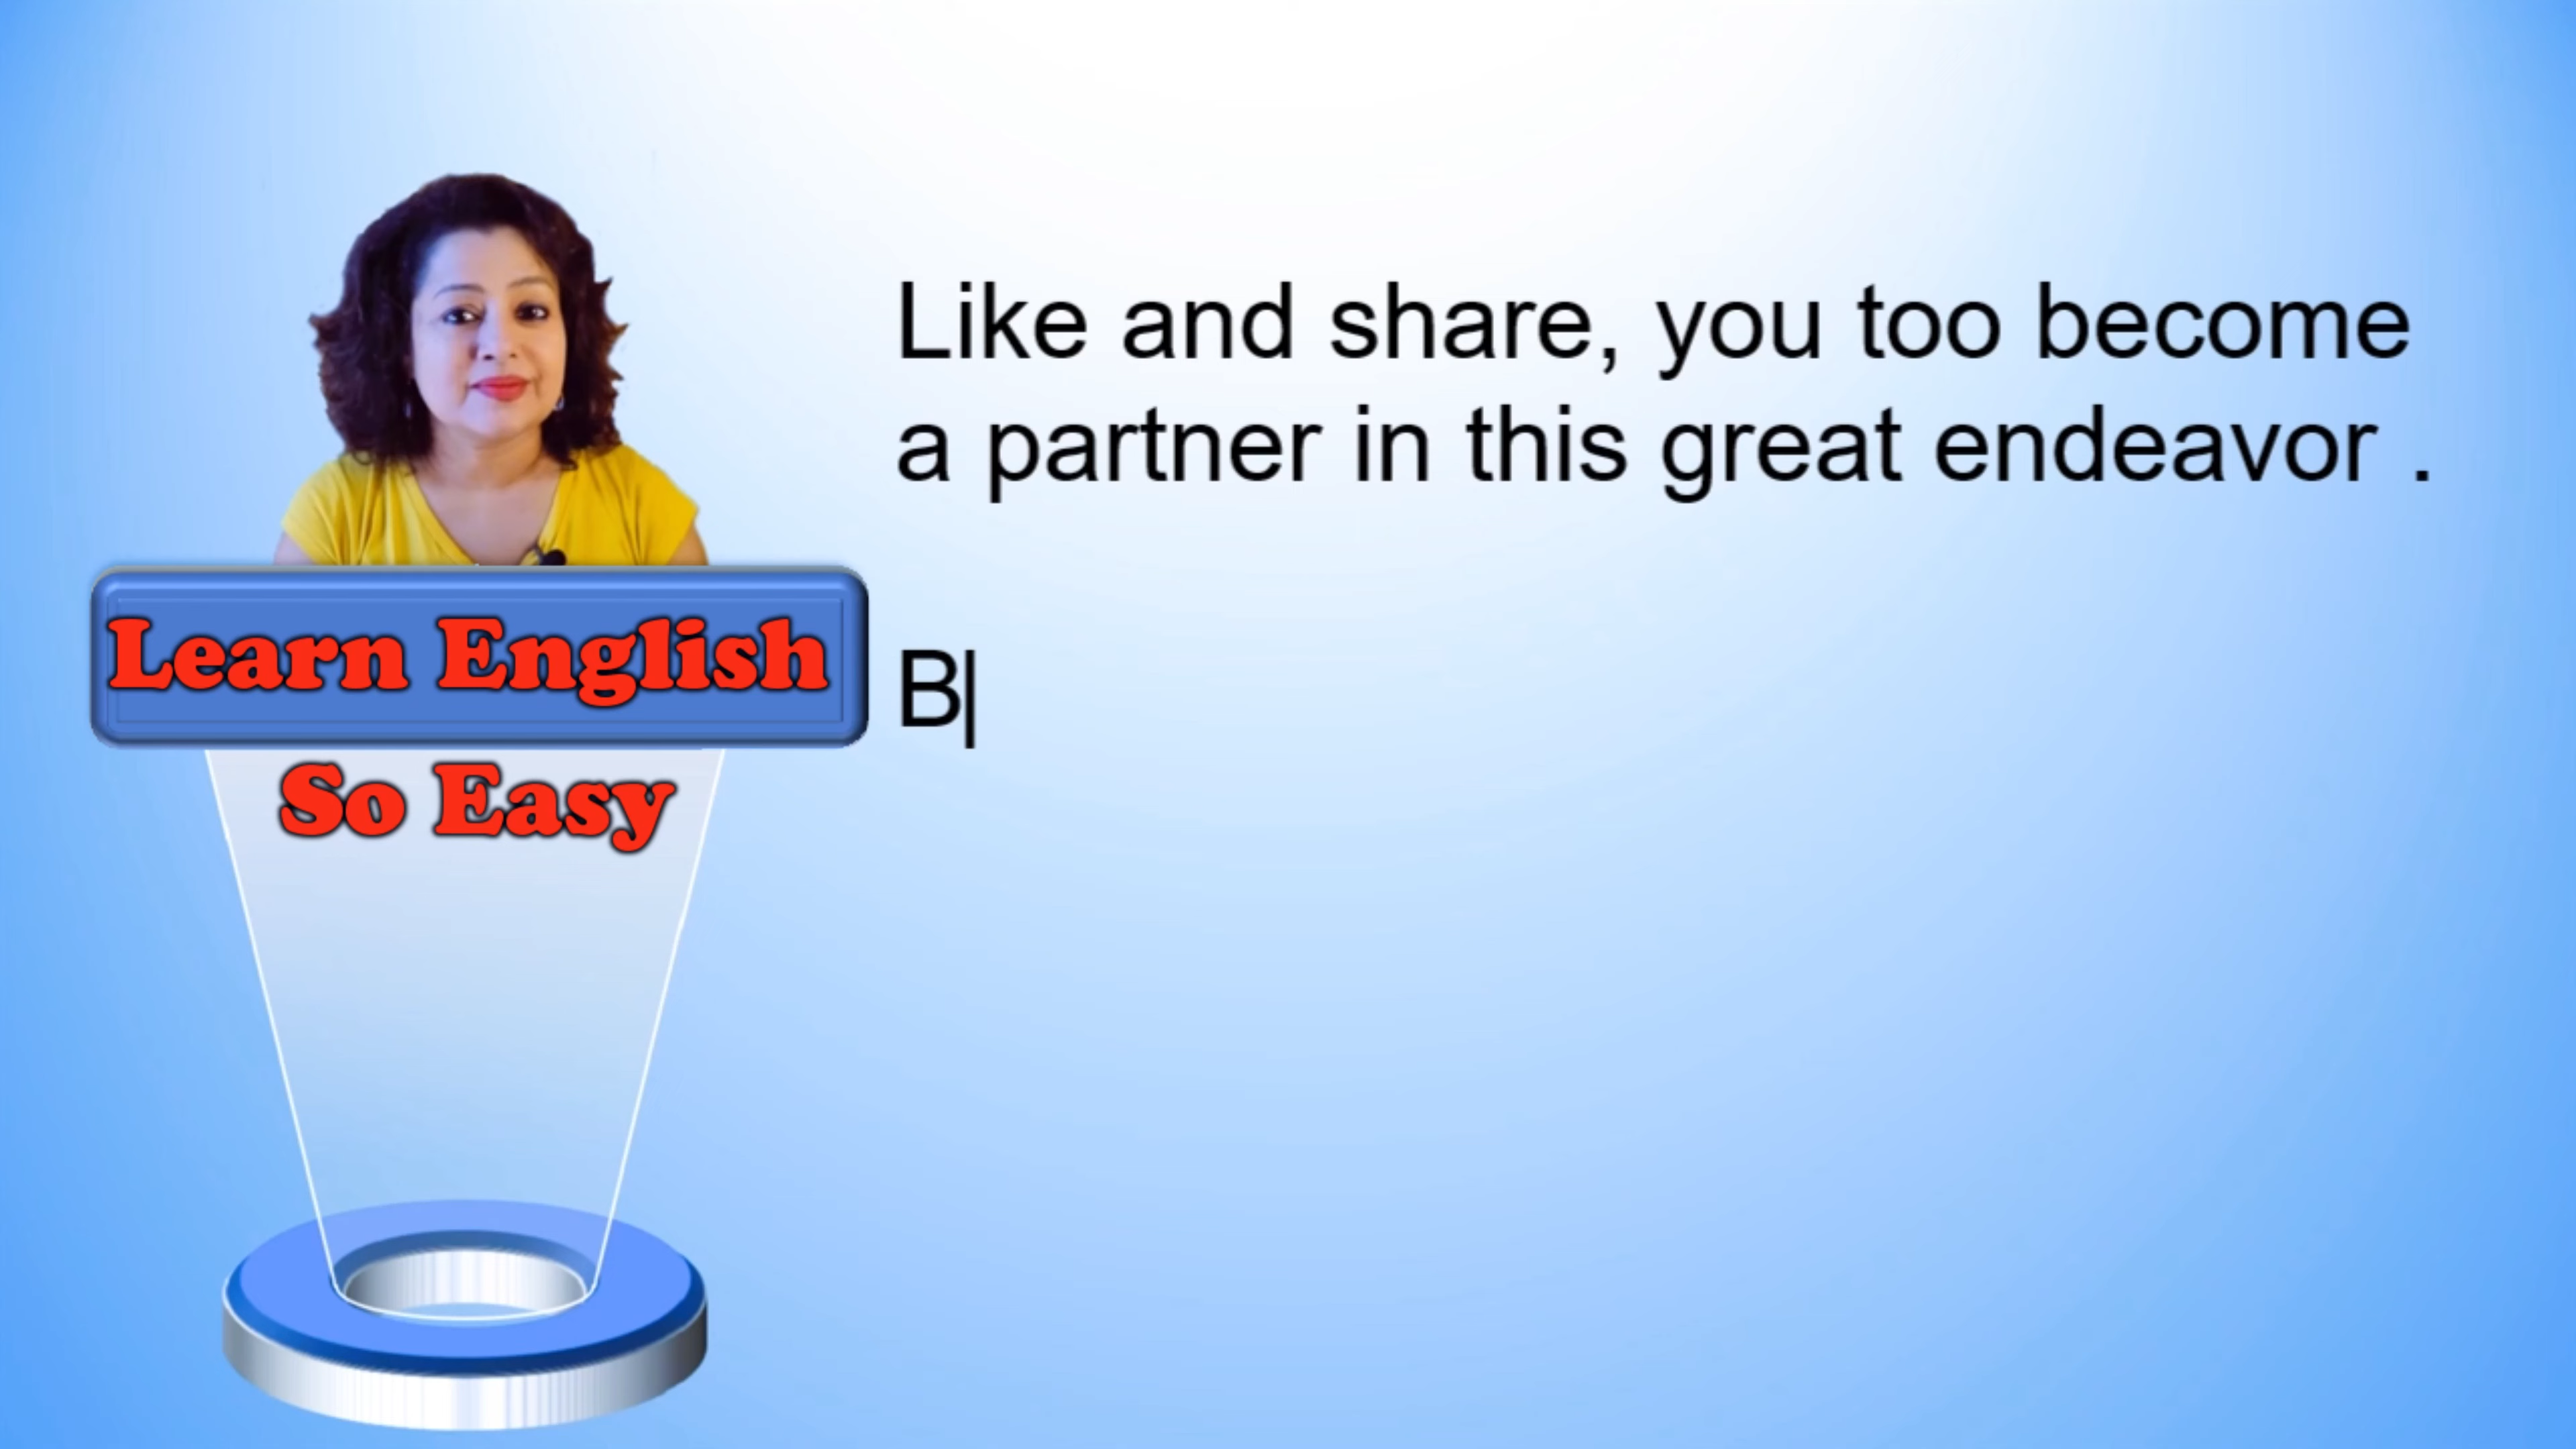 Like and share, you too become
a partner in this great endeavor .
B
Learn English
So Easy